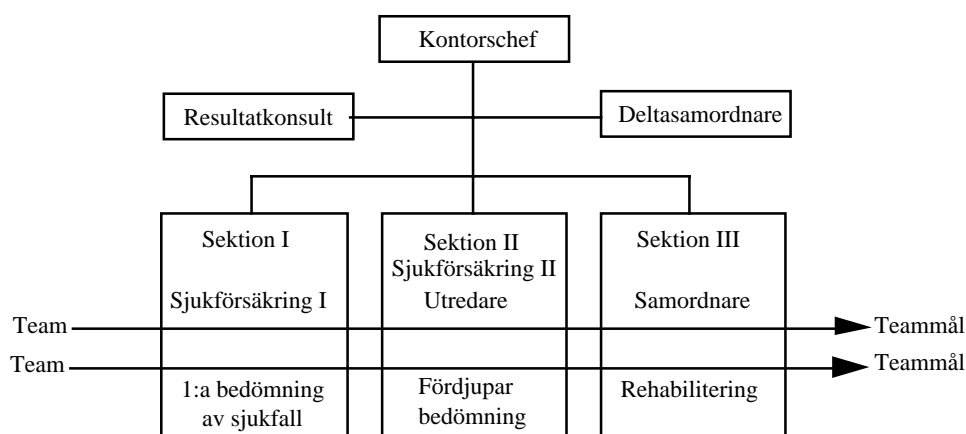 Kontorschef
Resultatkonsult
Deltasamordnare
Sektion I
Sjukförsäkring I
Sektion II
Sjukförsäkring II
Utredare
Sektion III
Samordnare
Team
Teammål
Team
Teammål
1:a bedömning
av sjukfall
Fördjupar
bedömning
Rehabilitering